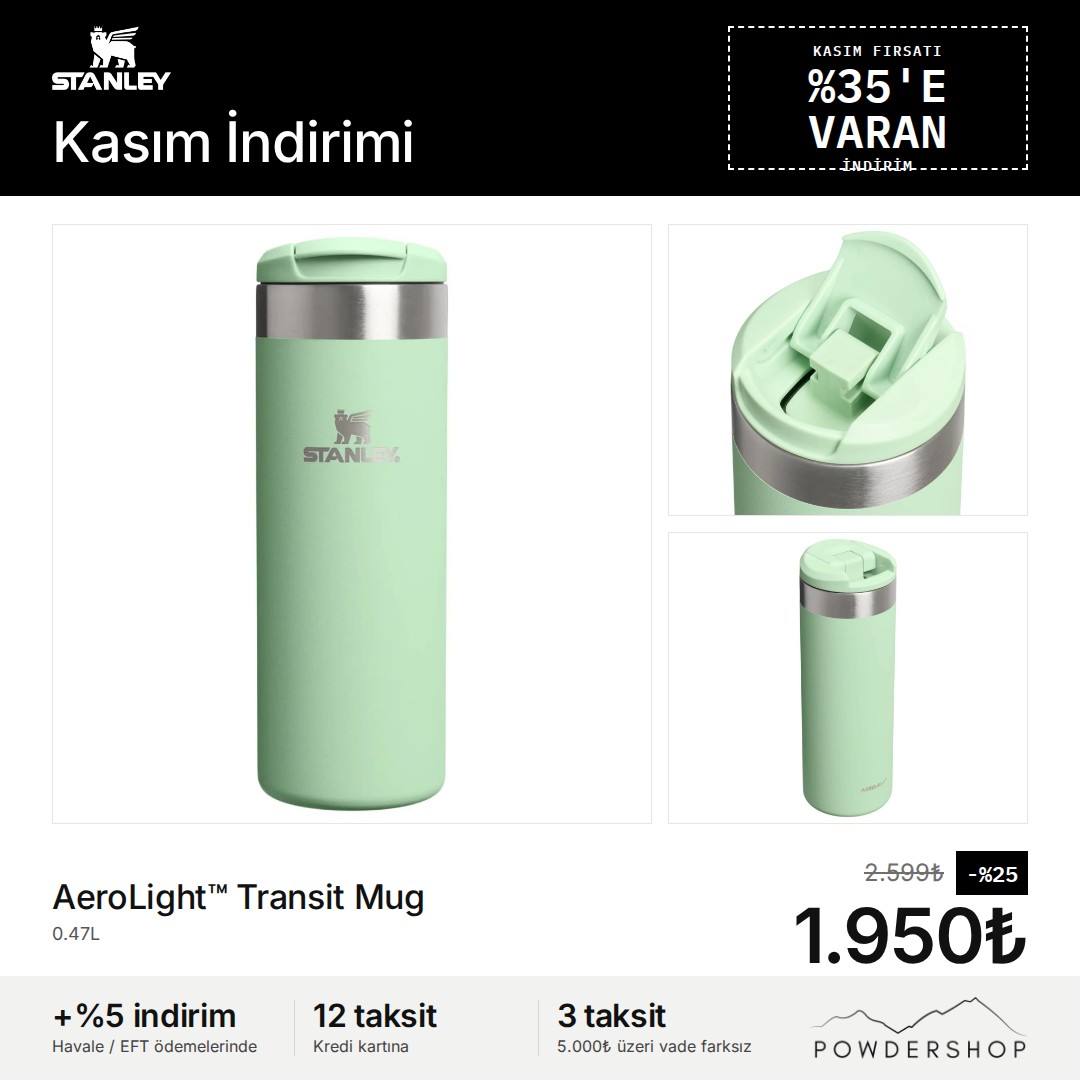 STANLEY
Kasım İndirimi
KASIM FIRSATI
%35'E
VARAN
İNDİRİM
STANLEY
AeroLight™ Transit Mug
0.47L
2.599₺
-%25
1.950₺
+%5 indirim
Havale / EFT ödemelerinde
12 taksit
Kredi kartına
3 taksit
5.000₺ üzeri vade farksız
POWDERSHOP